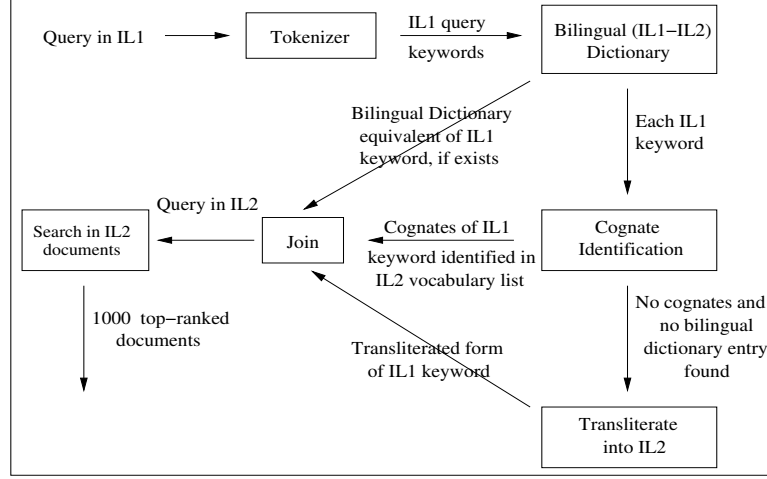 Query in IL1
Tokenizer
IL1 query
keywords
Bilingual (IL1−IL2)
Dictionary
Bilingual Dictionary
equivalent of IL1
keyword, if exists
Each IL1
keyword
Query in IL2
Search in IL2
documents
Join
Cognates of IL1
keyword identified in
IL2 vocabulary list
Cognate
Identification
1000 top−ranked
documents
Transliterated form
of IL1 keyword
No cognates and
no bilingual
dictionary entry
found
Transliterate
into IL2